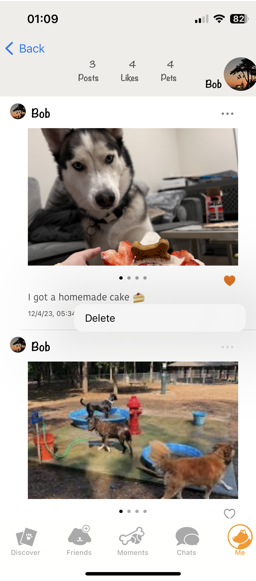 01:09
82
Back
3 4 4
Posts Likes Pets
Bob
Bob
I got a homemade cake 🍰
12/4/23, 05:34
Delete
Bob
Discover Friends Moments Chats Me